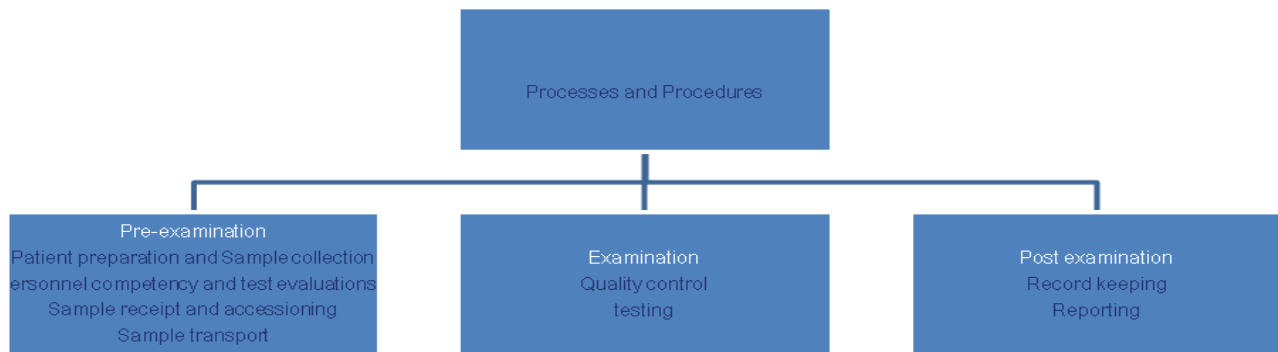 Processes and Procedures
Pre-examination
Patient preparation and Sample collection
ersonnel competency and test evaluations
Sample receipt and accessioning
Sample transport
Examination
Quality control
testing
Post examination
Record keeping
Reporting